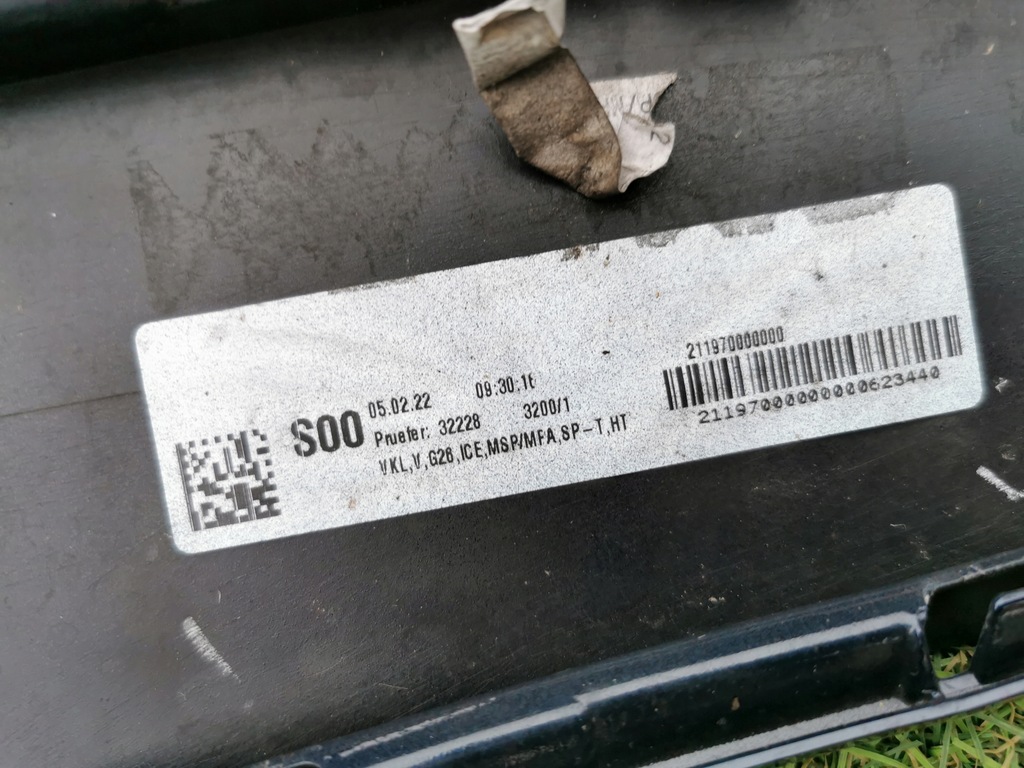 S00
05.02.22 09:30:16
Pruefer: 32228 3200/1
VKL,V,G26,ICE,MSP/MFA,SP-T,HT
211970000000
211970000000000623440